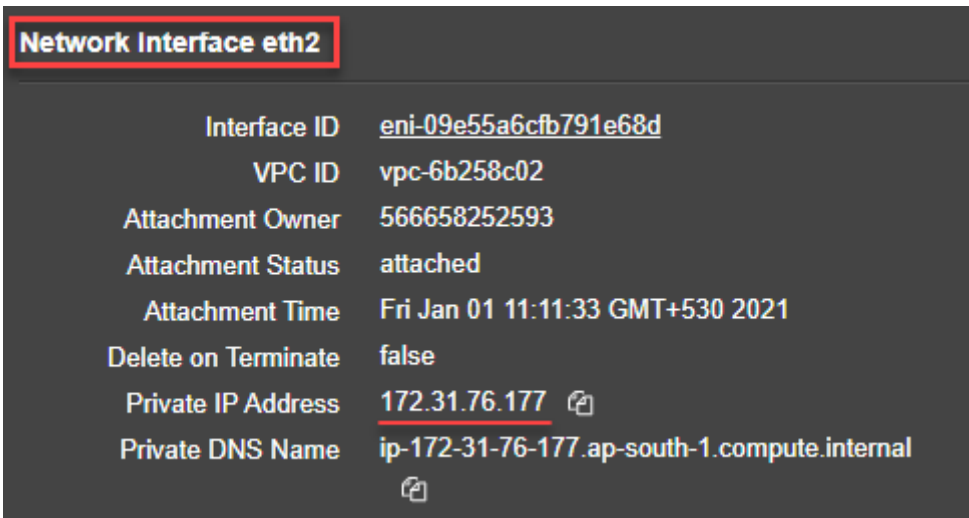 Network Interface eth2
Interface ID eni-09e55a6cfb791e68d
VPC ID vpc-6b258c02
Attachment Owner 566658252593
Attachment Status attached
Attachment Time Fri Jan 01 11:11:33 GMT+530 2021
Delete on Terminate false
Private IP Address 172.31.76.177
Private DNS Name ip-172-31-76-177.ap-south-1.compute.internal